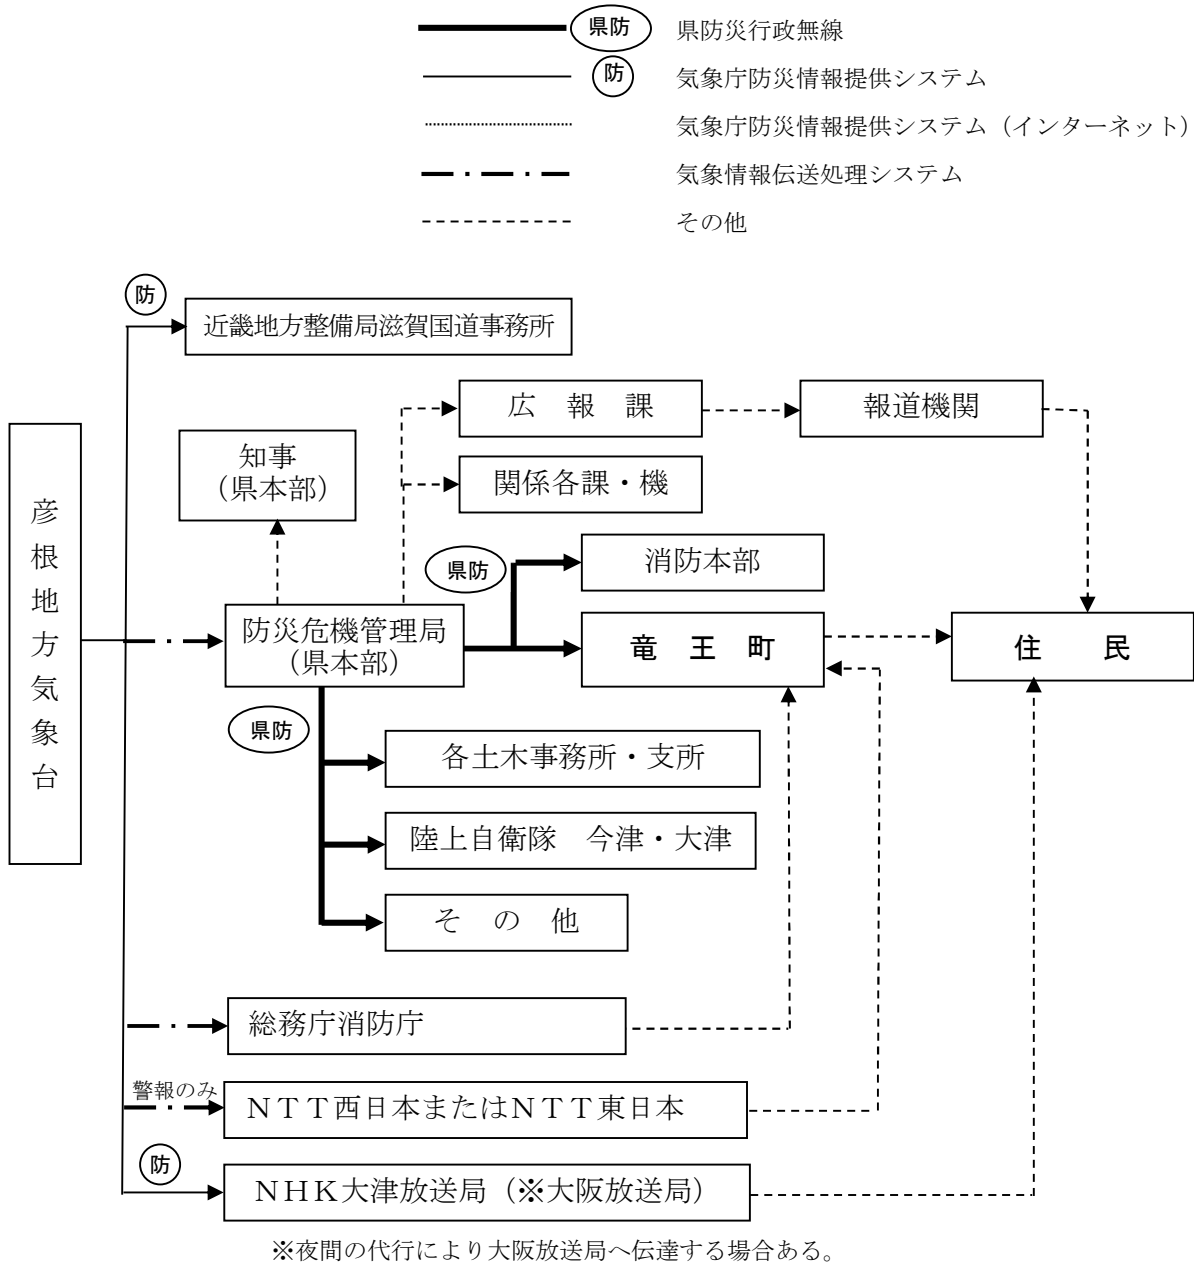 県防 県防災行政無線
防 気象庁防災情報提供システム
気象庁防災情報提供システム（インターネット）
気象情報伝送処理システム
その他
防
近畿地方整備局滋賀国道事務所
広　報　課
報道機関
知事
（県本部）
関係各課・機
彦根地方気象台
県防
消防本部
防災危機管理局
（県本部）
竜　王　町
住　　民
県防
各土木事務所・支所
陸上自衛隊　今津・大津
そ　の　他
総務庁消防庁
警報のみ
ＮＴＴ西日本またはＮＴＴ東日本
防
ＮＨＫ大津放送局（※大阪放送局）
※夜間の代行により大阪放送局へ伝達する場合ある。